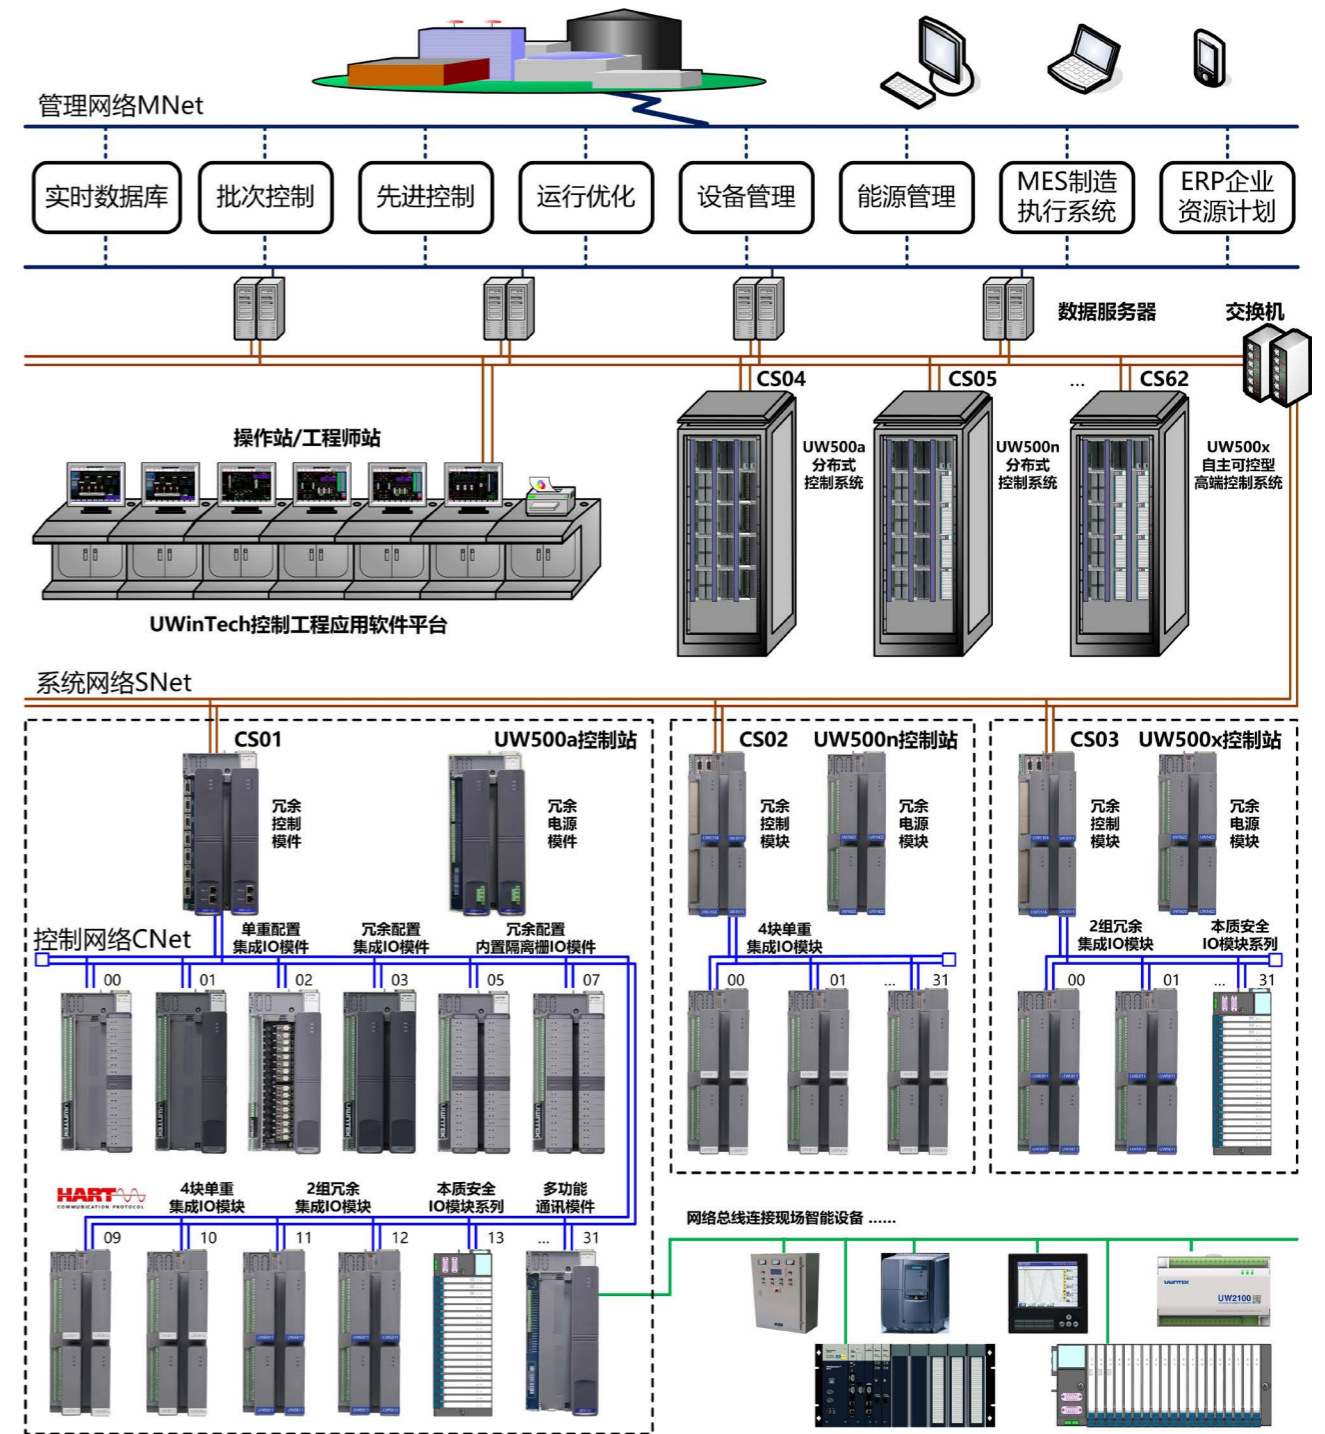 管理网络MNet
实时数据库
批次控制
先进控制
运行优化
设备管理
能源管理
MES制造
执行系统
ERP企业
资源计划
数据服务器
交换机
CS04
CS05
...
CS62
操作站/工程师站
UW500a
分布式
控制系统
UW500n
分布式
控制系统
UW500x
自主可控型
高端控制系统
UWinTech控制工程应用软件平台
系统网络SNet
CS01
UW500a控制站
冗余
控制
模件
冗余
电源
模件
CS02
UW500n控制站
冗余
控制
模块
冗余
电源
模块
CS03
UW500x控制站
冗余
控制
模块
冗余
电源
模块
控制网络CNet
单重配置
集成IO模件
冗余配置
集成IO模件
冗余配置
内置隔离栅IO模件
00
01
02
03
05
07
4块单重
集成IO模块
00
01
...
31
2组冗余
集成IO模块
本质安全
IO模块系列
00
01
...
31
HART
COMMUNICATION PROTOCOL
4块单重
集成IO模块
2组冗余
集成IO模块
本质安全
IO模块系列
多功能
通讯模件
09
10
11
12
13
...
31
网络总线连接现场智能设备 ......
UWNTEK
UW2100